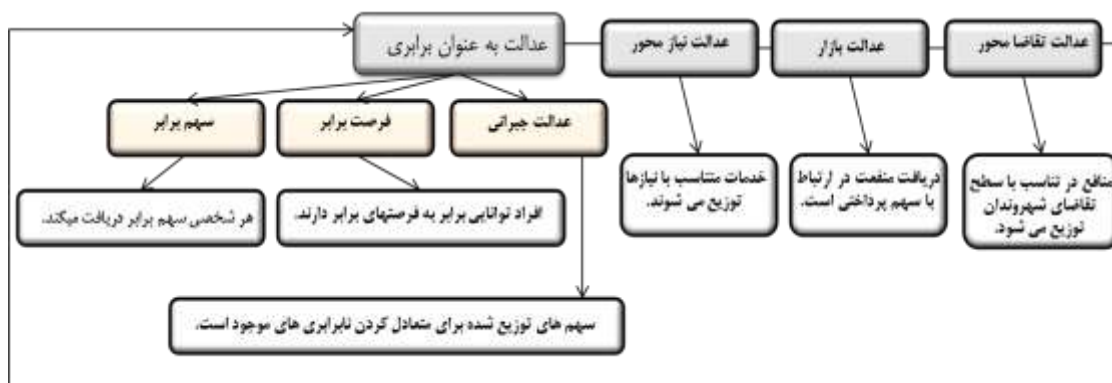 عدالت تقاضا محور
عدالت بازار
عدالت نیاز محور
عدالت به عنوان برابری
عدالت جبرانی
فرصت برابر
سهم برابر
منافع در تناسب با سطح
تقاضای شهروندان
توزیع می شود.
دریافت منفعت در ارتباط
با سهم پرداختی است.
خدمات متناسب با نیازها
توزیع می شوند.
افراد توانایی برابر به فرصتهای برابر دارند.
هر شخصی سهم برابر دریافت میکند.
سهم های توزیع شده برای متعادل کردن نابرابری های موجود است.